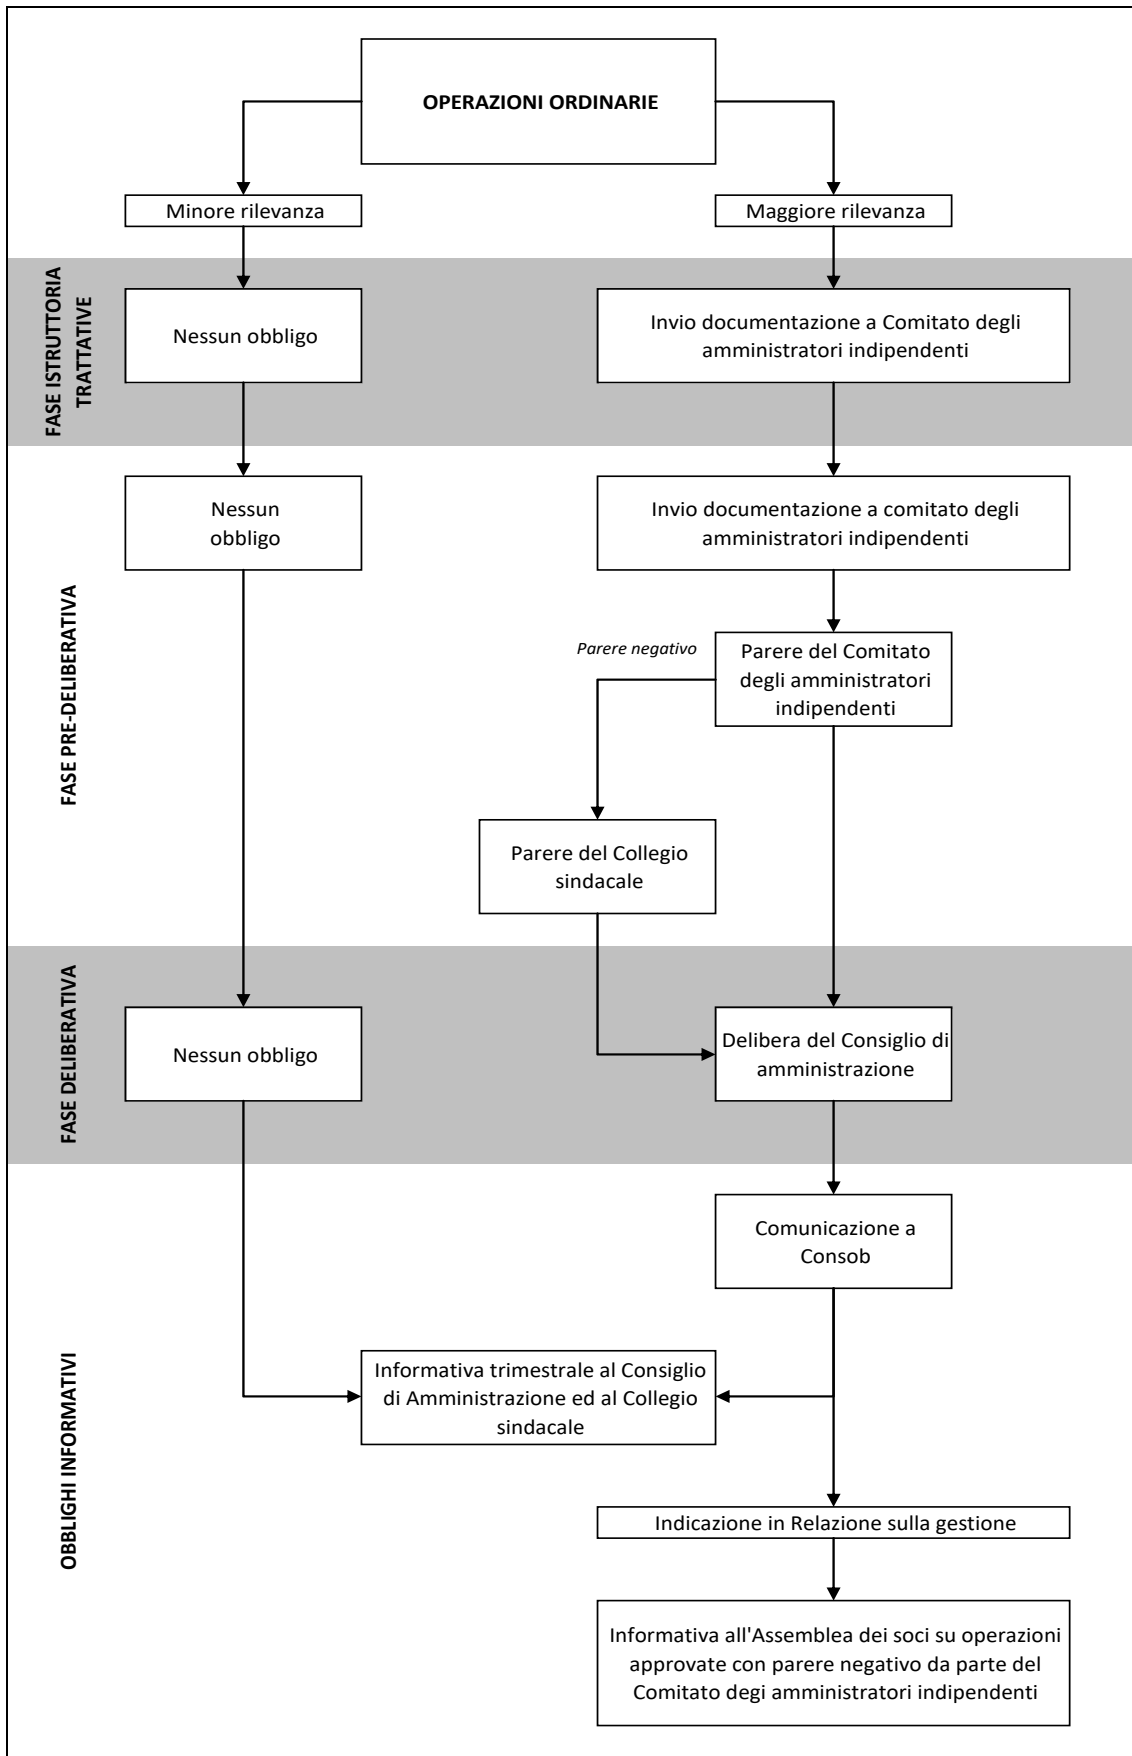 OPERAZIONI ORDINARIE
Minore rilevanza
Maggiore rilevanza
FASE ISTRUTTORIA
TRATTATIVE
Nessun obbligo
Invio documentazione a Comitato degli
amministratori indipendenti
FASE PRE-DELIBERATIVA
Nessun
obbligo
Invio documentazione a comitato degli
amministratori indipendenti
Parere negativo
Parere del Comitato
degli amministratori
indipendenti
Parere del Collegio
sindacale
FASE DELIBERATIVA
Nessun obbligo
Delibera del Consiglio di
amministrazione
OBBLIGHI INFORMATIVI
Comunicazione a
Consob
Informativa trimestrale al Consiglio
di Amministrazione ed al Collegio
sindacale
Indicazione in Relazione sulla gestione
Informativa all'Assemblea dei soci su operazioni
approvate con parere negativo da parte del
Comitato degi amministratori indipendenti